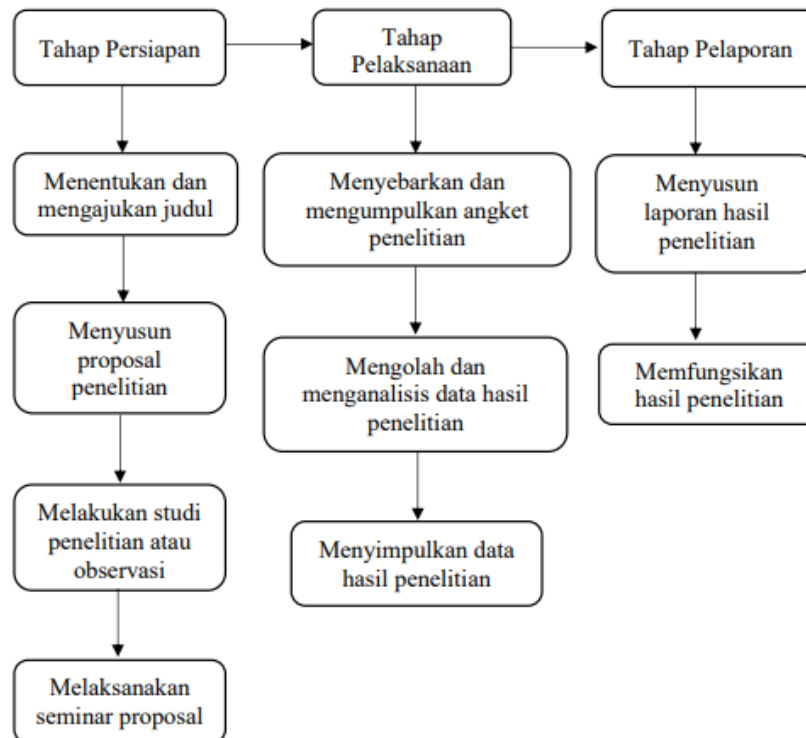 Tahap Persiapan
Tahap
Pelaksanaan
Tahap Pelaporan
Menentukan dan
mengajukan judul
Menyusun
proposal
penelitian
Melakukan studi
penelitian atau
observasi
Melaksanakan
seminar proposal
Menyebarkan dan
mengumpulkan angket
penelitian
Mengolah dan
menganalisis data hasil
penelitian
Menyimpulkan data
hasil penelitian
Menyusun
laporan hasil
penelitian
Memfungsikan
hasil penelitian